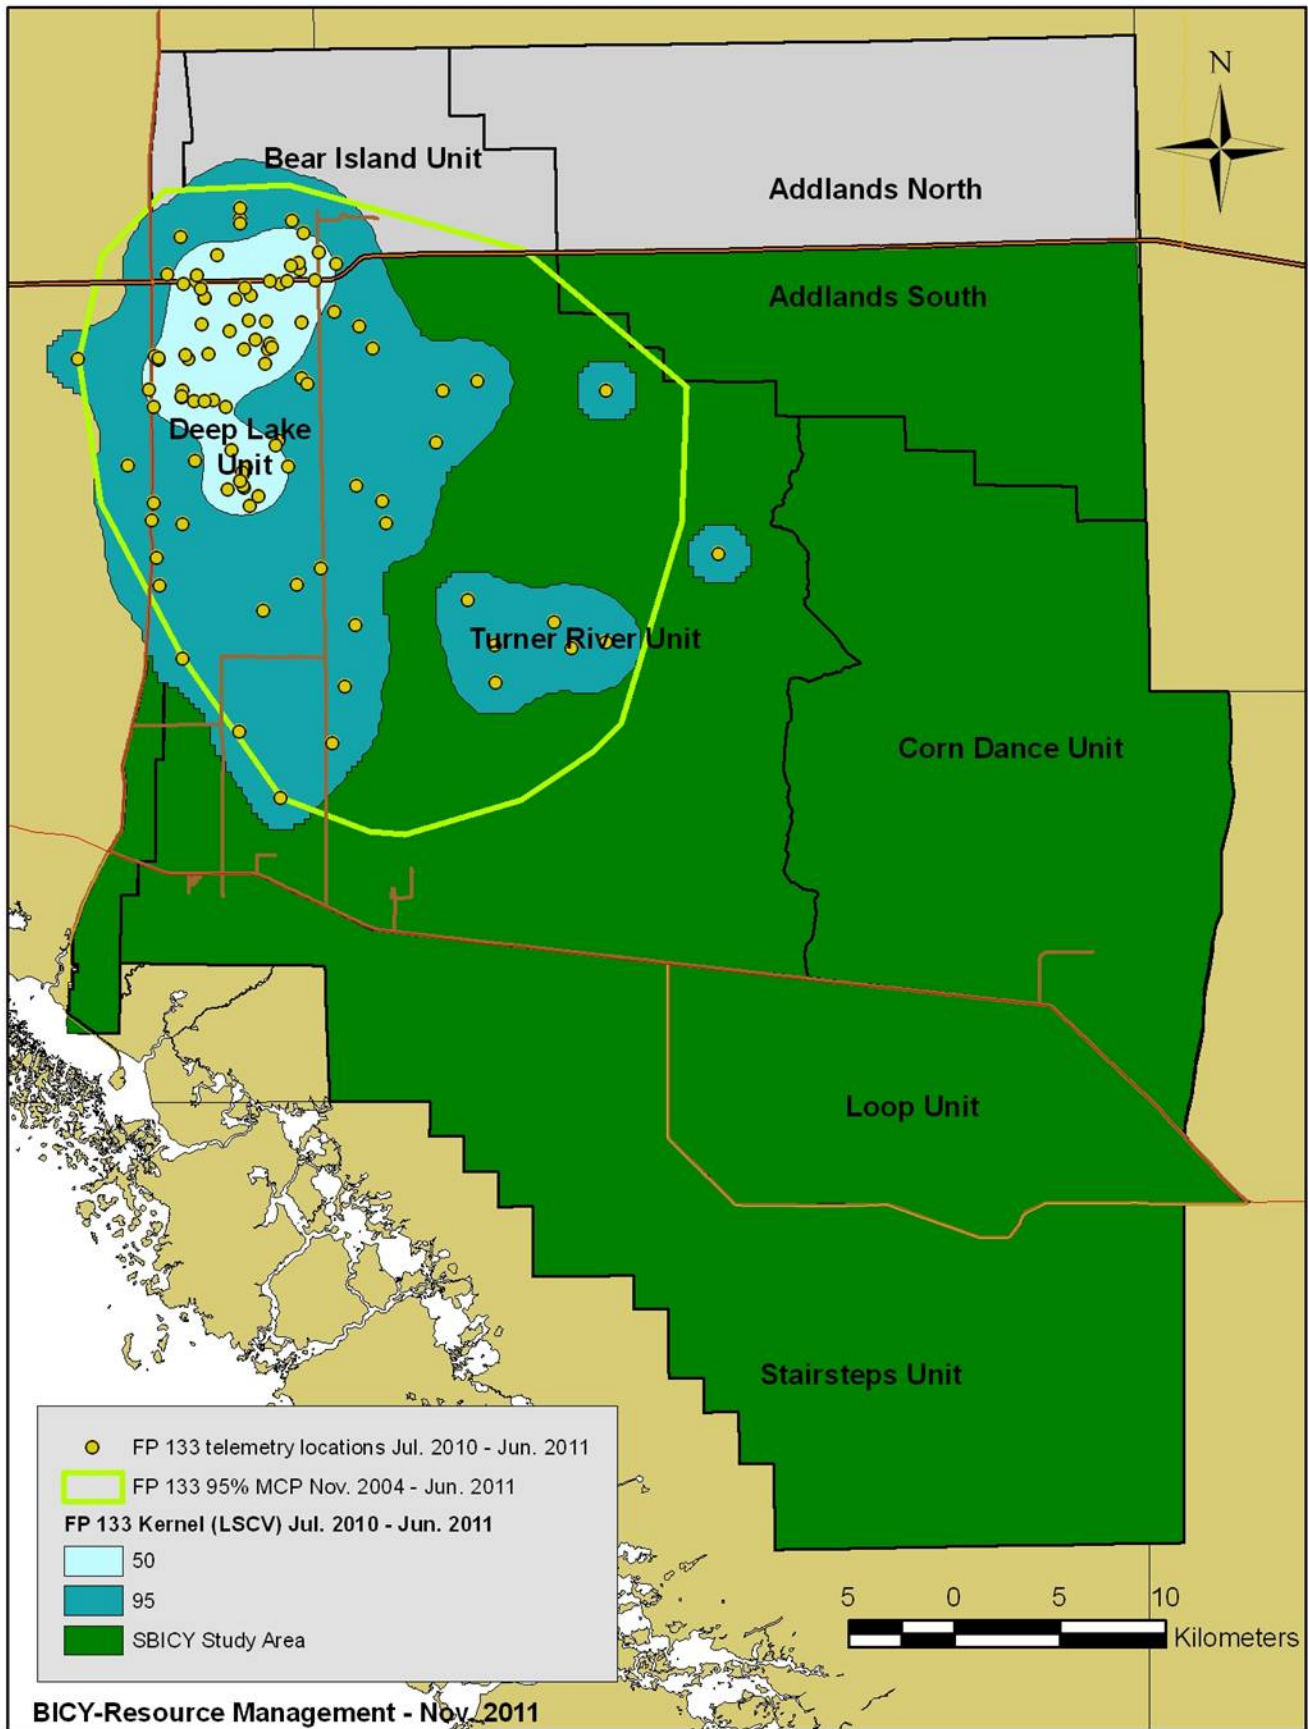 N
Bear Island Unit
Addlands North
Addlands South
Deep Lake
Unit
Turner River Unit
Corn Dance Unit
Loop Unit
Stairsteps Unit
FP 133 telemetry locations Jul. 2010 - Jun. 2011
FP 133 95% MCP Nov. 2004 - Jun. 2011
FP 133 Kernel (LSCV) Jul. 2010 - Jun. 2011
50
95
SBICY Study Area
5 0 5 10
Kilometers
BICY-Resource Management - Nov. 2011